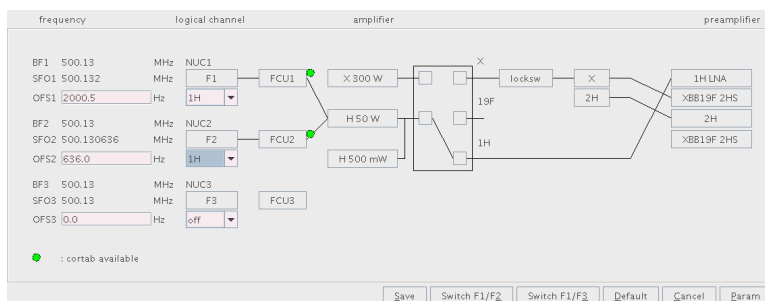 frequency logical channel amplifier preamplifier
BF1 500.13 MHz NUC1 X
SFO1 500.132 MHz F1 FCU1 X 300 W locksw X 1H LNA
OFS1 2000.5 Hz 1H 19F 2H XBB19F 2HS
BF2 500.13 MHz NUC2 H 50 W 2H
SFO2 500.130636 MHz F2 FCU2 1H XBB19F 2HS
OFS2 636.0 Hz 1H H 500 mW
BF3 500.13 MHz NUC3
SFO3 500.13 MHz F3 FCU3
OFS3 0.0 Hz off
: cortab available
Save Switch F1/F2 Switch F1/F3 Default Cancel Param